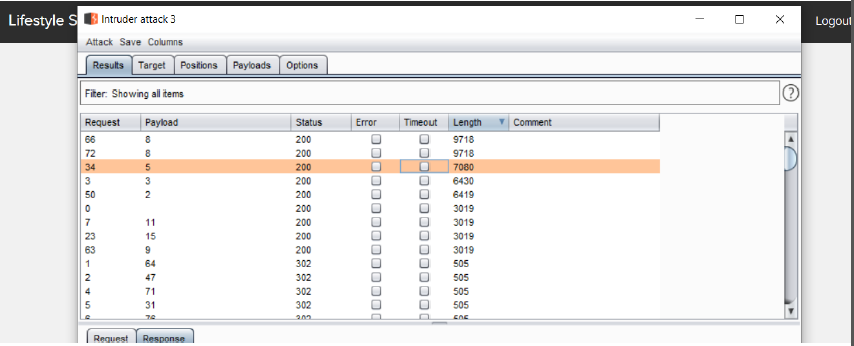 Lifestyle S
Intruder attack 3
Logout
Attack Save Columns
Results Target Positions Payloads Options
Filter: Showing all items
?
Request Payload Status Error Timeout Length Comment
66 8 200 9718
72 8 200 9718
34 5 200 7080
3 3 200 6430
50 2 200 6419
0 200 3019
7 11 200 3019
23 15 200 3019
63 9 200 3019
1 64 302 505
2 47 302 505
4 71 302 505
5 31 302 505
6 76 302 505
Request Response